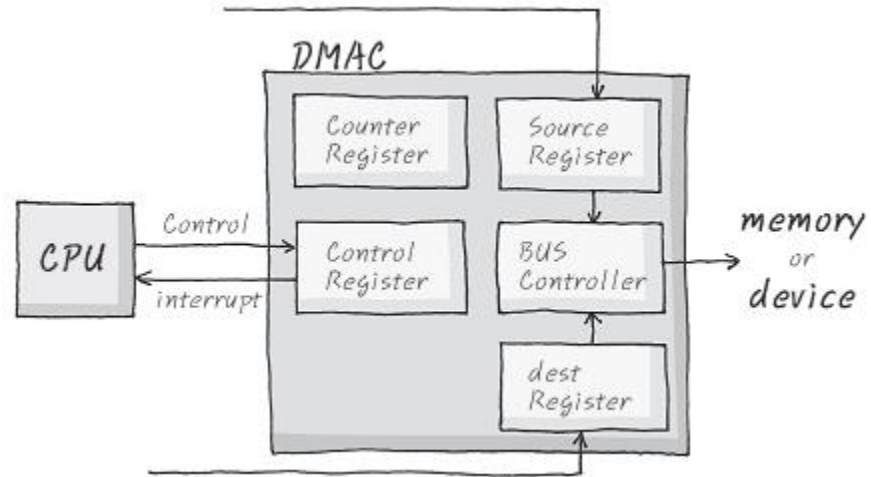 DMAC
Counter
Register
Source
Register
CPU
Control
interrupt
Control
Register
BUS
Controller
memory
or
device
dest
Register